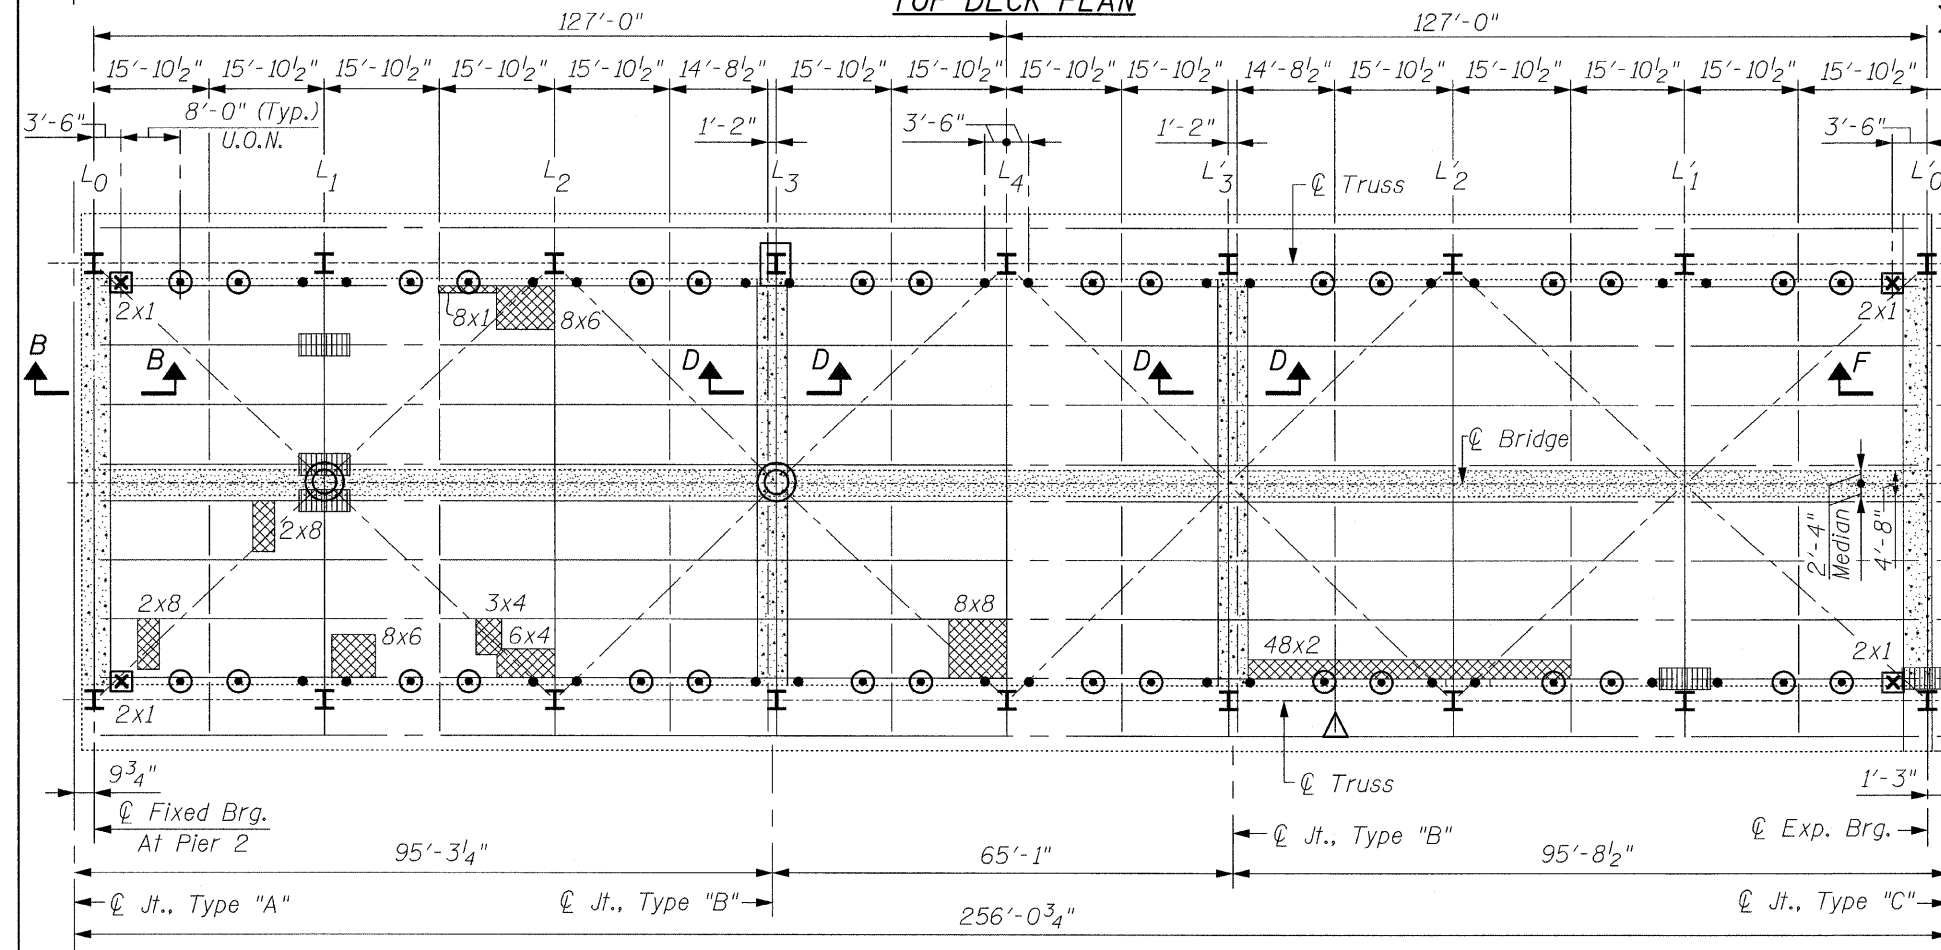 TOP DECK PLAN
127'-0" 127'-0"
15'-10½" 15'-10½" 15'-10½" 15'-10½" 15'-10½" 14'-8½" 15'-10½" 15'-10½" 15'-10½" 15'-10½" 14'-8½" 15'-10½" 15'-10½" 15'-10½" 15'-10½" 15'-10½"
3'-6" 8'-0" (Typ.) 1'-2" 3'-6" 1'-2" 3'-6"
U.O.N.
L0 L1 L2 L3 L4 L'3 ℄ Truss L'2 L'1 L'0
2x1 8x1 8x6 2x1
B B D D D D F
℄ Bridge
2x8 2'-4" Median 4'-8"
2x8 3x4 8x8
8x6 6x4 48x2 2x1
2x1
9¾" ℄ Truss 1'-3"
℄ Fixed Brg.
At Pier 2
℄ Jt., Type "B" ℄ Exp. Brg.
95'-3¼" 65'-1" 95'-8½"
℄ Jt., Type "A" ℄ Jt., Type "B" ℄ Jt., Type "C"
256'-0¾"